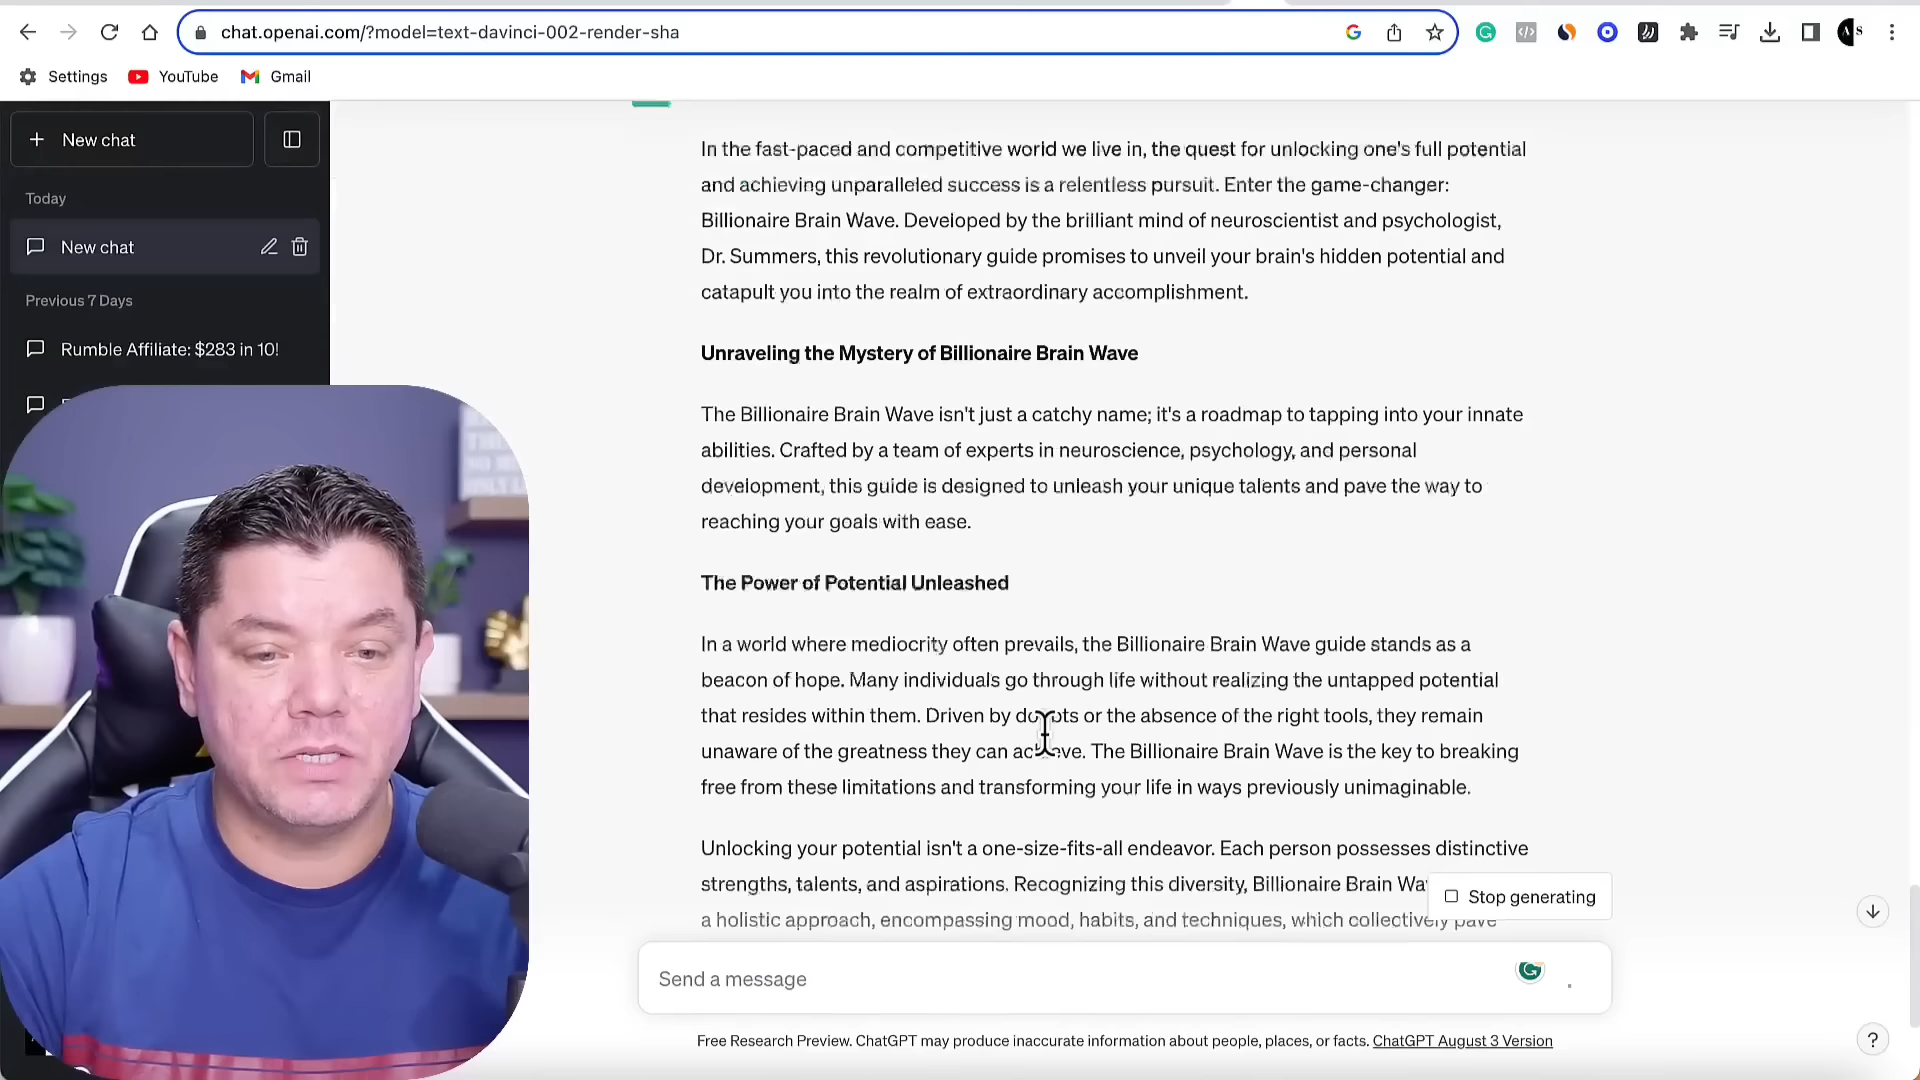 chat.openai.com/?model=text-davinci-002-render-sha
Settings
YouTube
Gmail
New chat
Today
New chat
Previous 7 Days
Rumble Affiliate: $283 in 10!
In the fast-paced and competitive world we live in, the quest for unlocking one's full potential
and achieving unparalleled success is a relentless pursuit. Enter the game-changer:
Billionaire Brain Wave. Developed by the brilliant mind of neuroscientist and psychologist,
Dr. Summers, this revolutionary guide promises to unveil your brain's hidden potential and
catapult you into the realm of extraordinary accomplishment.
Unraveling the Mystery of Billionaire Brain Wave
The Billionaire Brain Wave isn't just a catchy name; it's a roadmap to tapping into your innate
abilities. Crafted by a team of experts in neuroscience, psychology, and personal
development, this guide is designed to unleash your unique talents and pave the way to
reaching your goals with ease.
The Power of Potential Unleashed
In a world where mediocrity often prevails, the Billionaire Brain Wave guide stands as a
beacon of hope. Many individuals go through life without realizing the untapped potential
that resides within them. Driven by doubts or the absence of the right tools, they remain
unaware of the greatness they can achieve. The Billionaire Brain Wave is the key to breaking
free from these limitations and transforming your life in ways previously unimaginable.
Unlocking your potential isn't a one-size-fits-all endeavor. Each person possesses distinctive
strengths, talents, and aspirations. Recognizing this diversity, Billionaire Brain Wa
a holistic approach, encompassing mood, habits, and techniques, which collectively pave
Stop generating
Send a message
Free Research Preview. ChatGPT may produce inaccurate information about people, places, or facts. ChatGPT August 3 Version
?